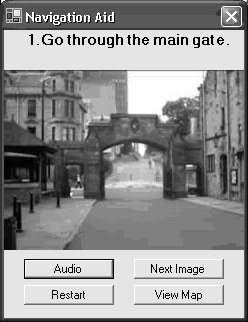 Navigation Aid
1.Go through the main gate.
Audio
Next Image
Restart
View Map